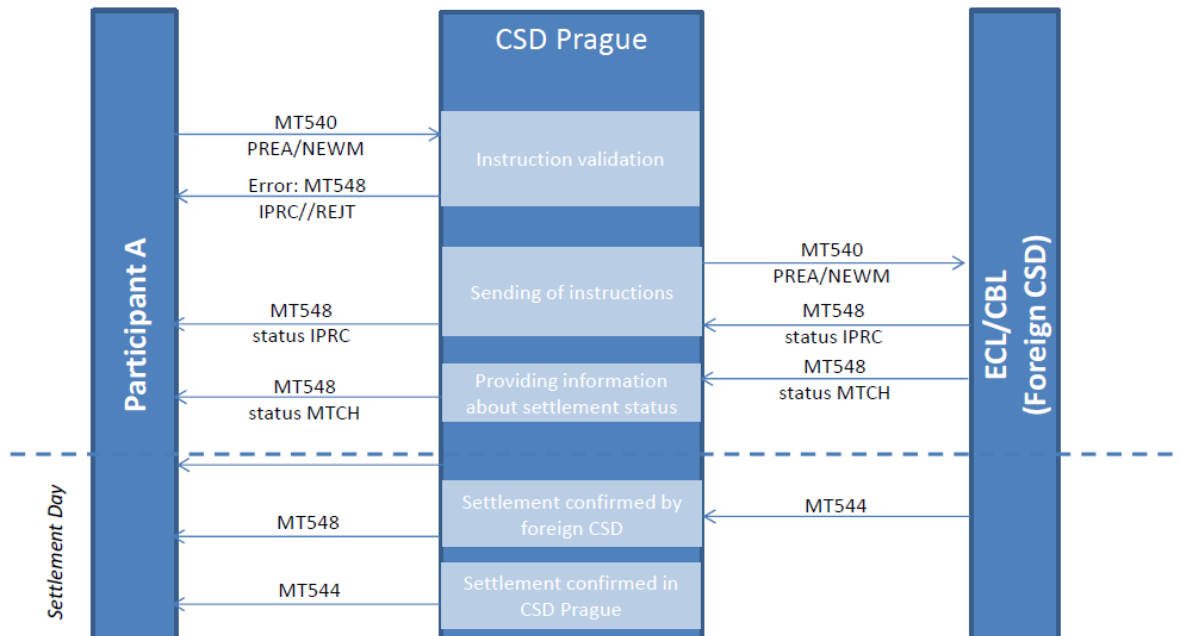 CSD Prague
MT540
PREA/NEWM
Instruction validation
Error: MT548
IPRC//REJT
MT540
PREA/NEWM
Sending of instructions
MT548
status IPRC
MT548
status IPRC
MT548
status MTCH
Providing information
about settlement status
MT548
status MTCH
Participant A
ECL/CBL
(Foreign CSD)
Settlement Day
Settlement confirmed by
foreign CSD
MT544
MT548
Settlement confirmed in
CSD Prague
MT544